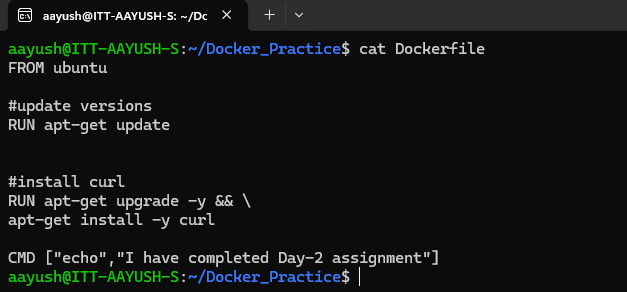 aayush@ITT-AAYUSH-S: ~/Dc
aayush@ITT-AAYUSH-S:~/Docker_Practice$ cat Dockerfile
FROM ubuntu
#update versions
RUN apt-get update
#install curl
RUN apt-get upgrade -y && \
apt-get install -y curl
CMD ["echo","I have completed Day-2 assignment"]
aayush@ITT-AAYUSH-S:~/Docker_Practice$